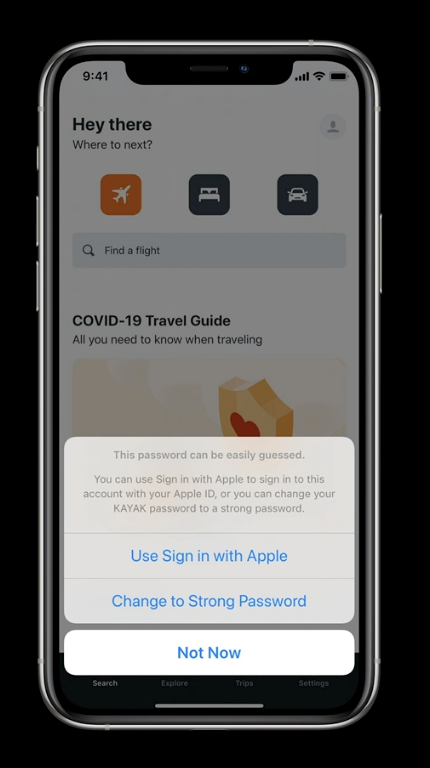 9:41
Hey there
Where to next?
Find a flight
COVID-19 Travel Guide
All you need to know when traveling
This password can be easily guessed.
You can use Sign in with Apple to sign in to this
account with your Apple ID, or you can change your
KAYAK password to a strong password.
Use Sign in with Apple
Change to Strong Password
Not Now
Search Explore Trips Settings